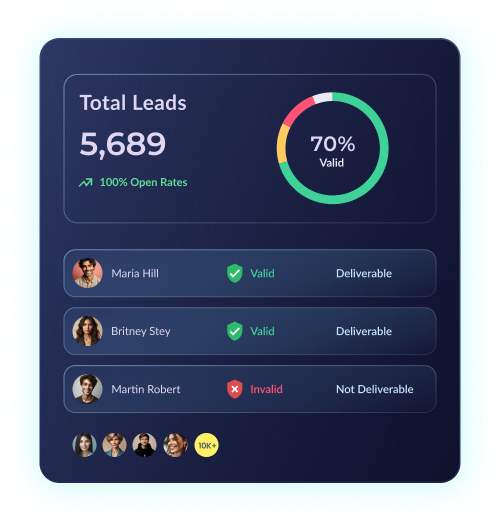 Total Leads
5,689
100% Open Rates
70%
Valid
Maria Hill Valid Deliverable
Britney Stey Valid Deliverable
Martin Robert Invalid Not Deliverable
10K+